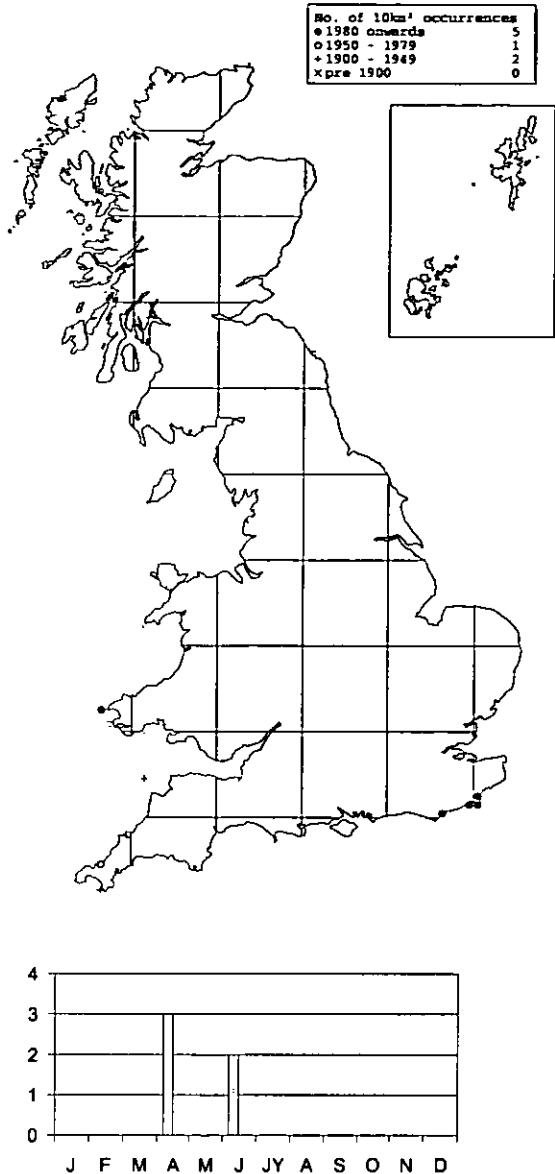 No. of 10km² occurrences
● 1980 onwards 5
o 1950 - 1979 1
+ 1900 - 1949 2
x pre 1900 0
4
3
2
1
0
J F M A M J JY A S O N D